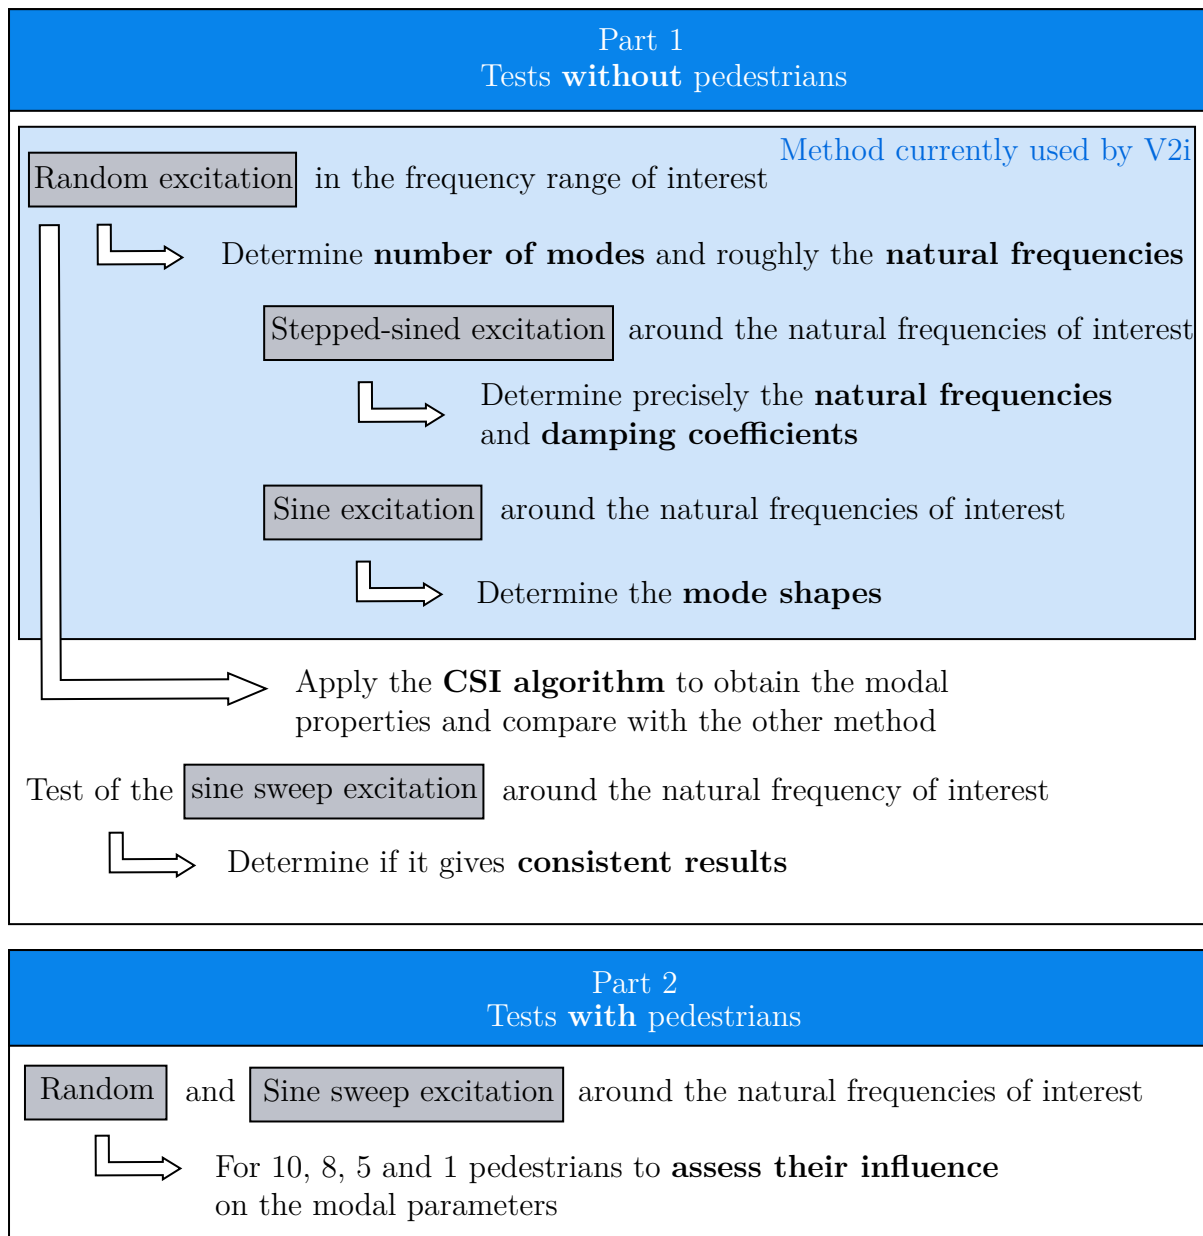 Part 1
Tests without pedestrians
Method currently used by V2i
Random excitation in the frequency range of interest
Determine number of modes and roughly the natural frequencies
Stepped-sined excitation around the natural frequencies of interest
Determine precisely the natural frequencies
and damping coefficients
Sine excitation around the natural frequencies of interest
Determine the mode shapes
Apply the CSI algorithm to obtain the modal
properties and compare with the other method
Test of the sine sweep excitation around the natural frequency of interest
Determine if it gives consistent results
Part 2
Tests with pedestrians
Random and Sine sweep excitation around the natural frequencies of interest
For 10, 8, 5 and 1 pedestrians to assess their influence
on the modal parameters